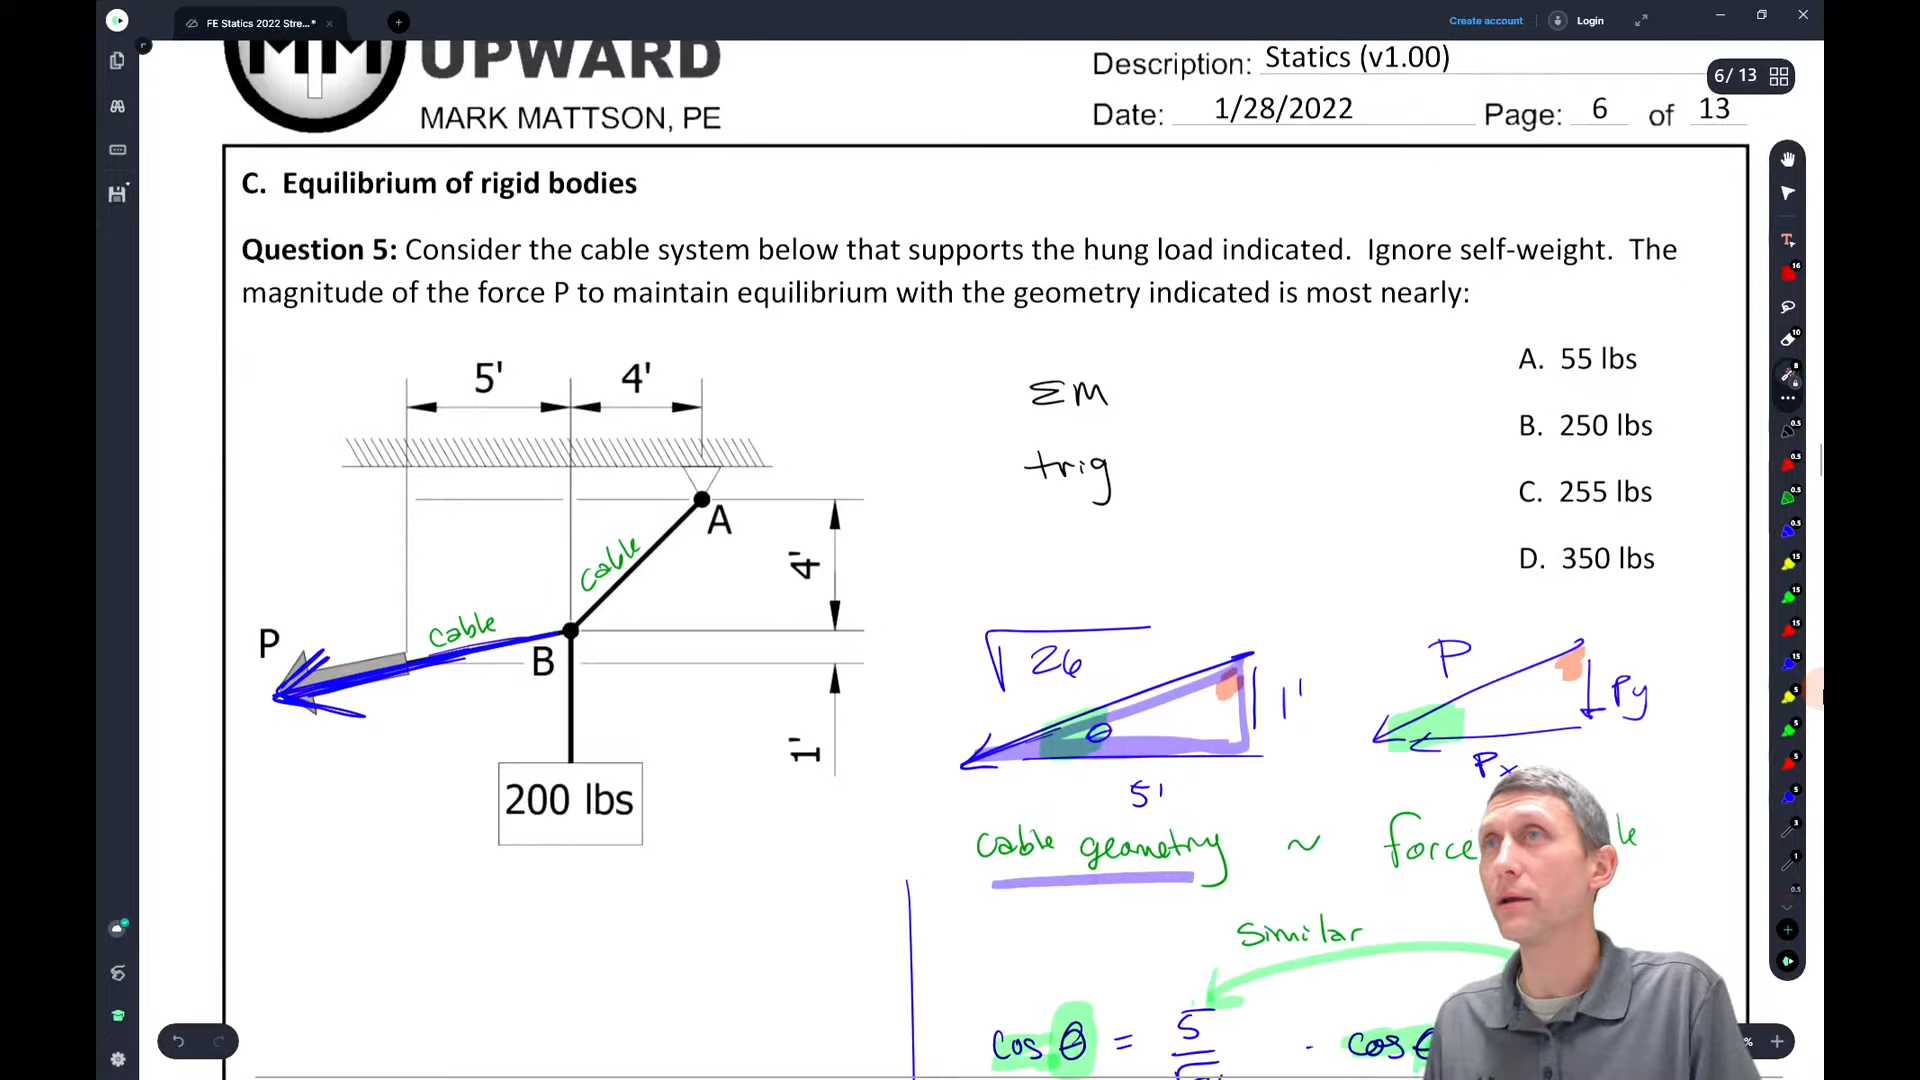 FE Statics 2022 Stre...*
Create account
Login
MTM UPWARD
MARK MATTSON, PE
Description: Statics (v1.00)
Date: 1/28/2022 Page: 6 of 13
6/ 13
C. Equilibrium of rigid bodies
Question 5: Consider the cable system below that supports the hung load indicated. Ignore self-weight. The
magnitude of the force P to maintain equilibrium with the geometry indicated is most nearly:
A. 55 lbs
B. 250 lbs
C. 255 lbs
D. 350 lbs
5'
4'
A
cable
4'
P
cable
B
1'
200 lbs
ΣM
trig
√26
θ
1'
5'
P
Py
Px
cable geometry ~ force
similar
cos θ = 5
cos θ